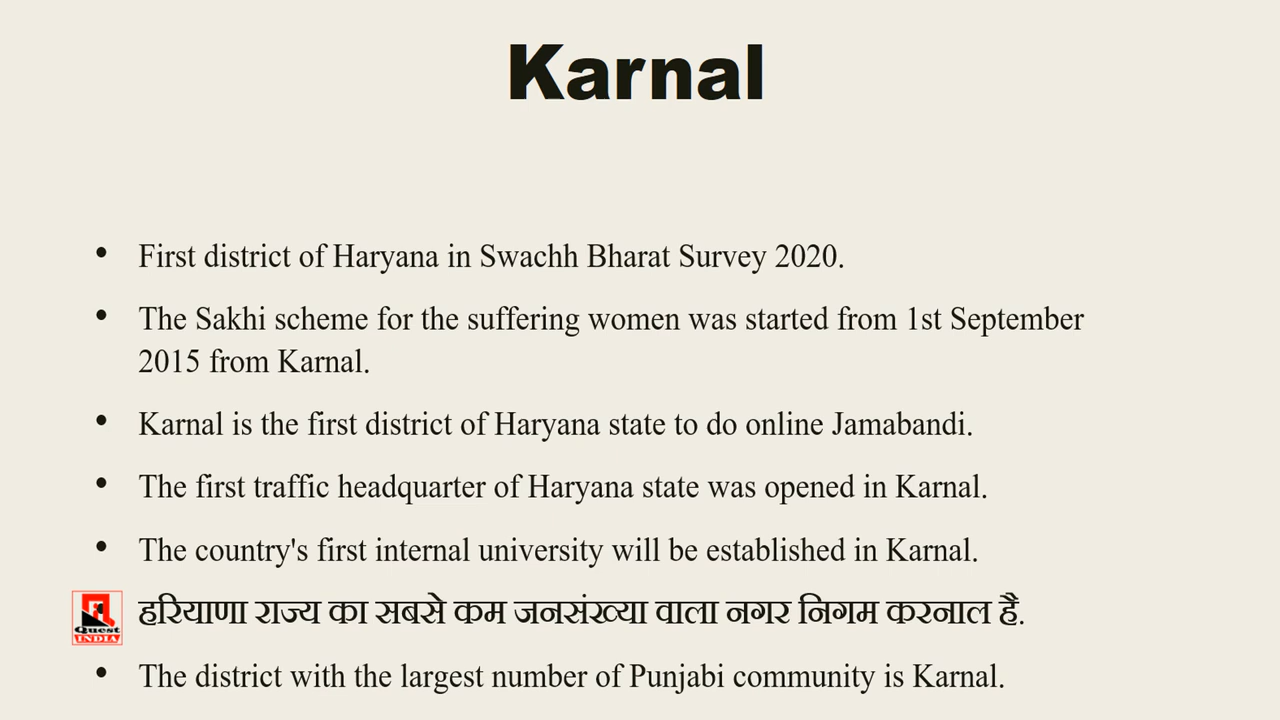 Karnal
• First district of Haryana in Swachh Bharat Survey 2020.
• The Sakhi scheme for the suffering women was started from 1st September
2015 from Karnal.
• Karnal is the first district of Haryana state to do online Jamabandi.
• The first traffic headquarter of Haryana state was opened in Karnal.
• The country's first internal university will be established in Karnal.
हरियाणा राज्य का सबसे कम जनसंख्या वाला नगर निगम करनाल है.
Quest
INDIA
• The district with the largest number of Punjabi community is Karnal.